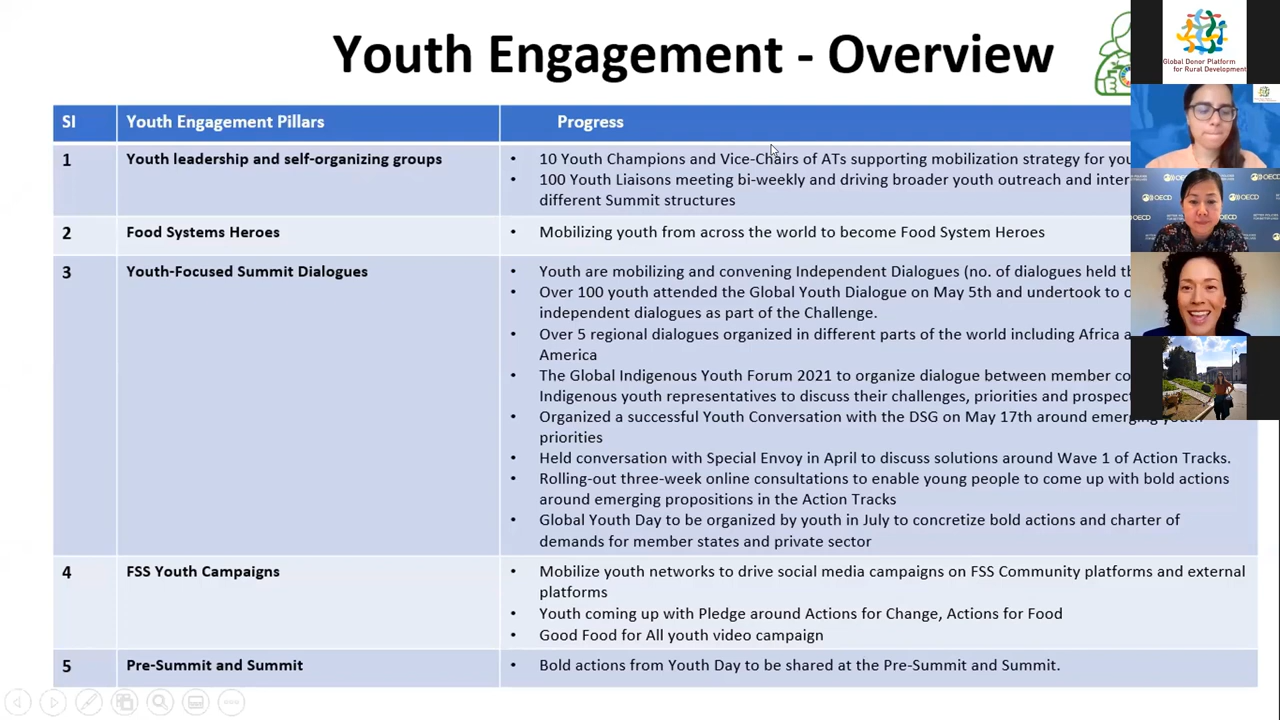 Youth Engagement - Overview
SI Youth Engagement Pillars Progress
1 Youth leadership and self-organizing groups
• 10 Youth Champions and Vice-Chairs of ATs supporting mobilization strategy for
• 100 Youth Liaisons meeting bi-weekly and driving broader youth outreach and
different Summit structures
2 Food Systems Heroes
• Mobilizing youth from across the world to become Food System Heroes
3 Youth-Focused Summit Dialogues
• Youth are mobilizing and convening Independent Dialogues (no. of dialogues held
• Over 100 youth attended the Global Youth Dialogue on May 5th and undertook to
independent dialogues as part of the Challenge.
• Over 5 regional dialogues organized in different parts of the world including Africa
America
• The Global Indigenous Youth Forum 2021 to organize dialogue between member
Indigenous youth representatives to discuss their challenges, priorities and
• Organized a successful Youth Conversation with the DSG on May 17th around emerging youth
priorities
• Held conversation with Special Envoy in April to discuss solutions around Wave 1 of Action Tracks.
• Rolling-out three-week online consultations to enable young people to come up with bold actions
around emerging propositions in the Action Tracks
• Global Youth Day to be organized by youth in July to concretize bold actions and charter of
demands for member states and private sector
4 FSS Youth Campaigns
• Mobilize youth networks to drive social media campaigns on FSS Community platforms and external
platforms
• Youth coming up with Pledge around Actions for Change, Actions for Food
• Good Food for All youth video campaign
5 Pre-Summit and Summit
• Bold actions from Youth Day to be shared at the Pre-Summit and Summit.
Global Donor Platform
for Rural Development
OECD
OECD
OECD